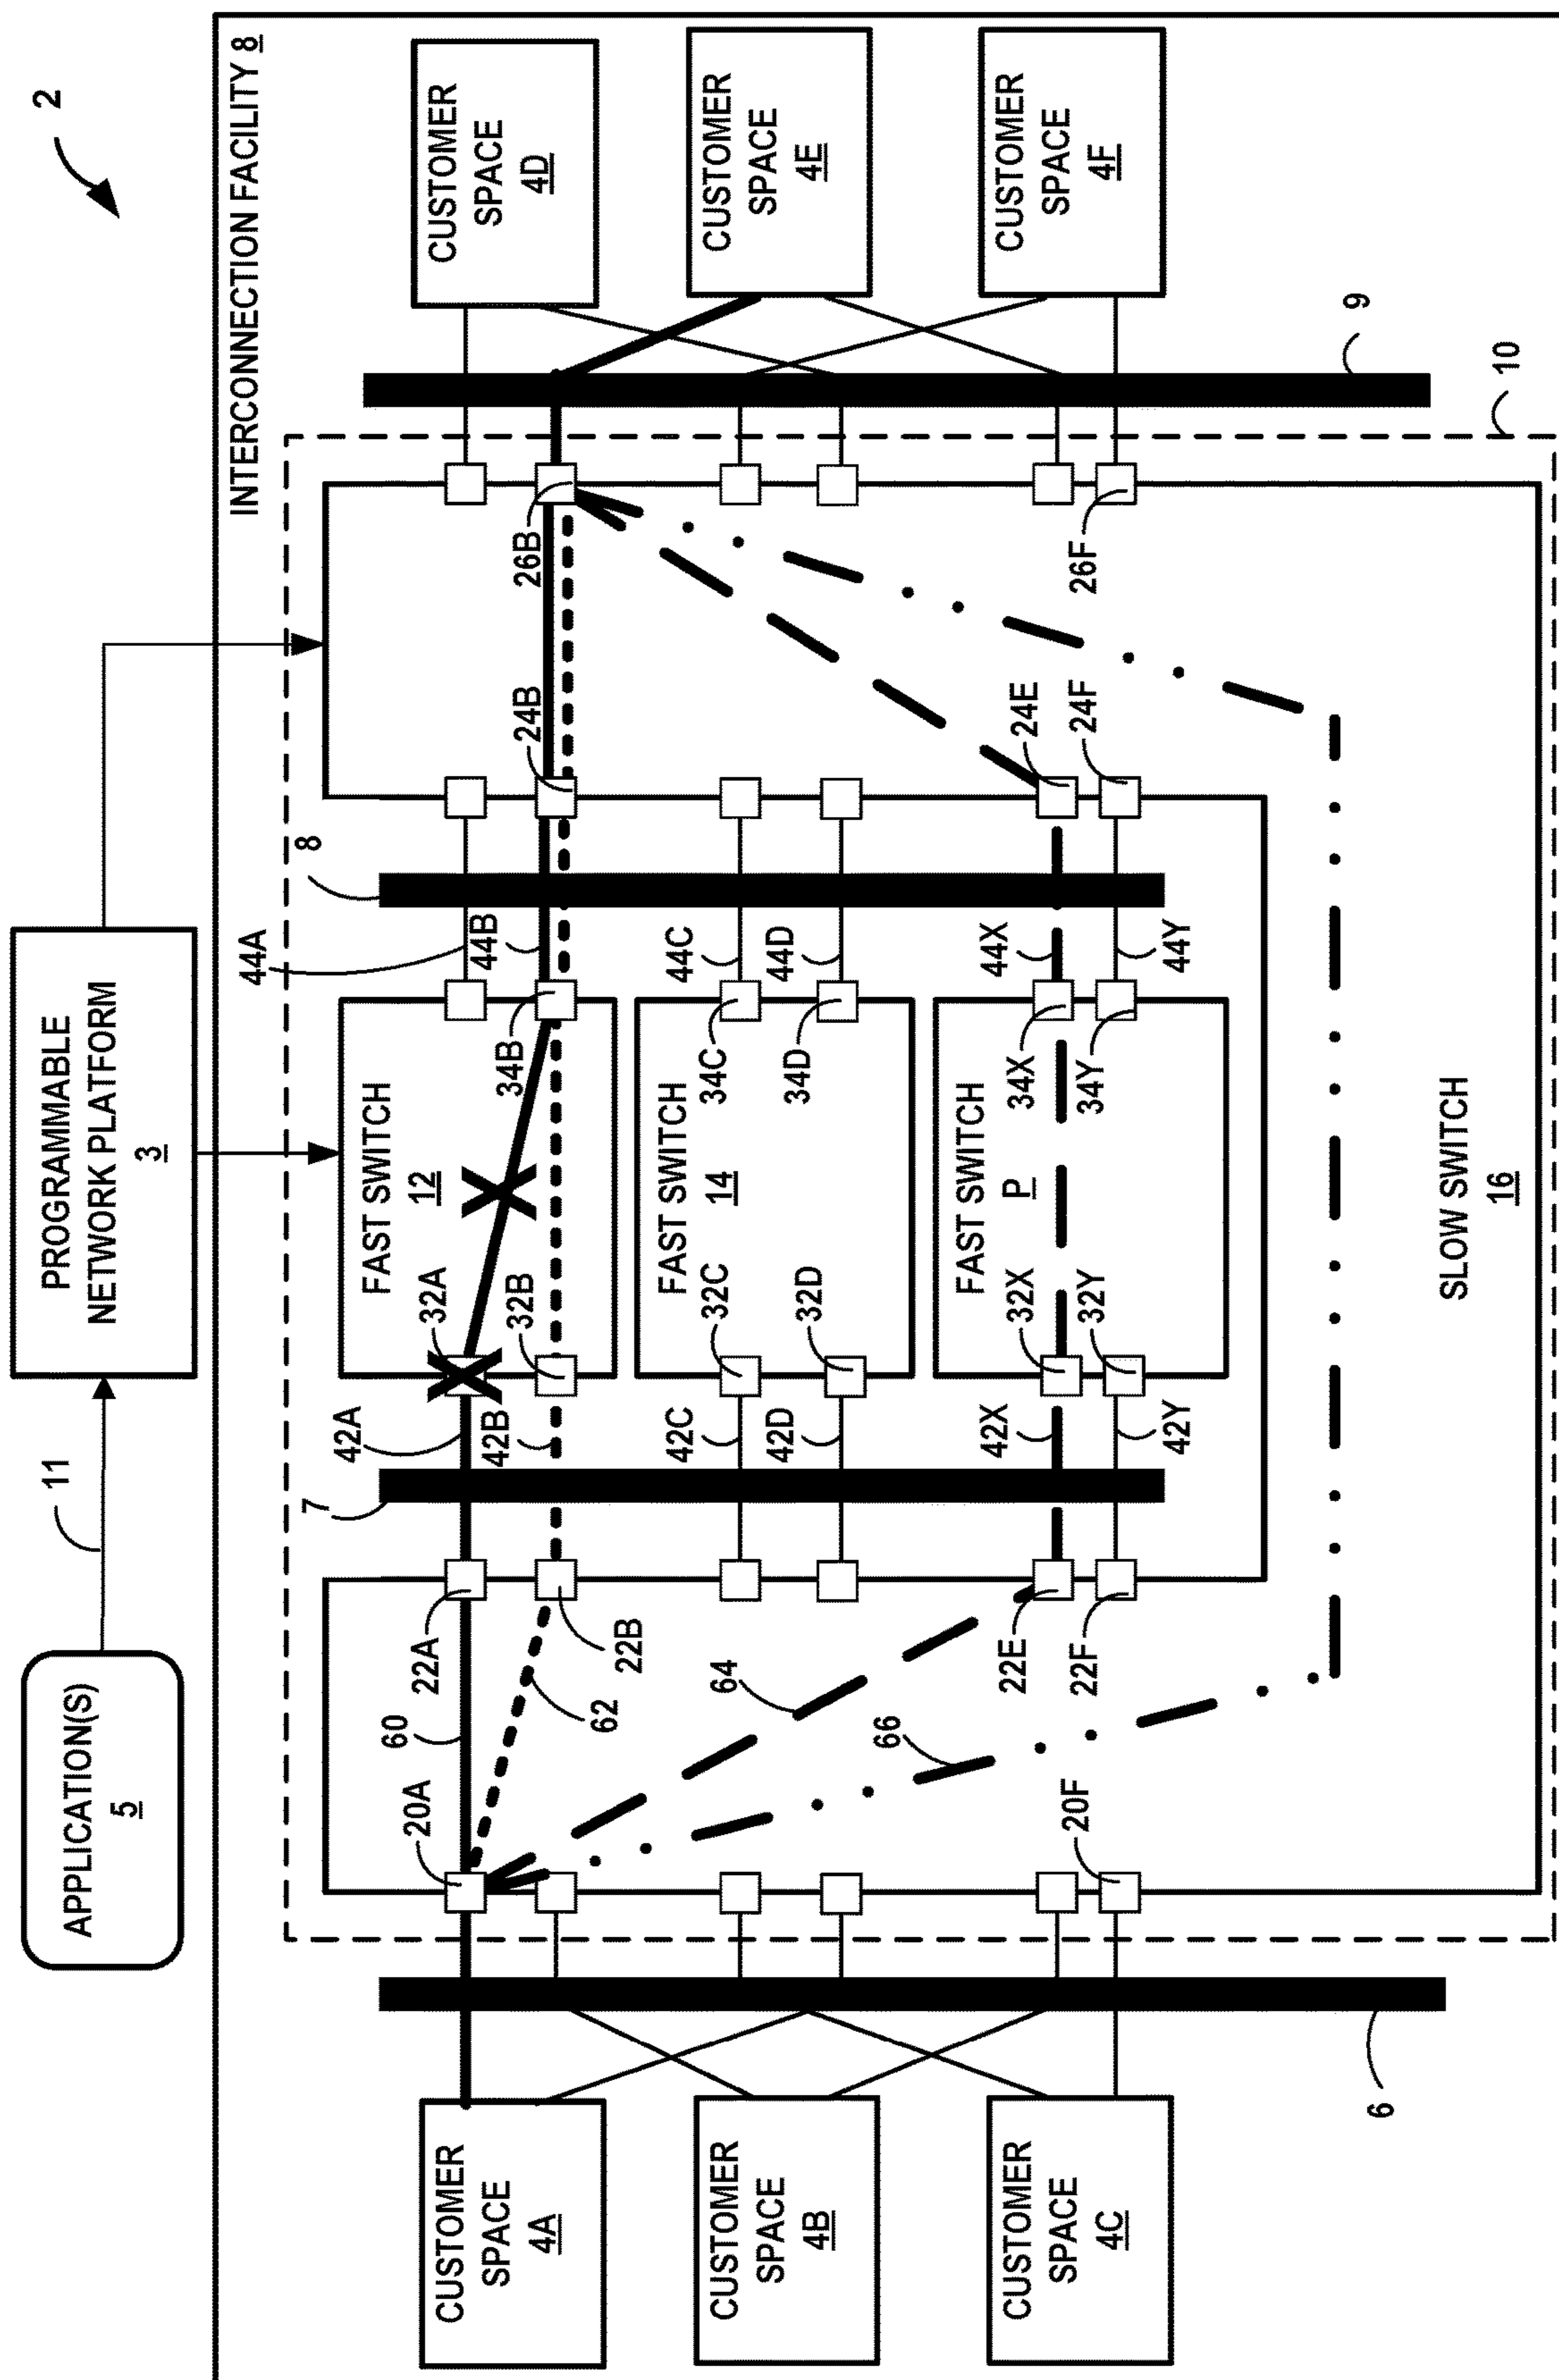 2
APPLICATION(S)
5
11
PROGRAMMABLE
NETWORK PLATFORM
3
INTERCONNECTION FACILITY 8
CUSTOMER
SPACE
4A
CUSTOMER
SPACE
4B
CUSTOMER
SPACE
4C
6
20A
20F
60
62
64
66
22A
22B
22E
22F
7
42A
42B
42C
42D
42X
42Y
32A
32B
32C
32D
32X
32Y
FAST SWITCH
12
FAST SWITCH
14
FAST SWITCH
P
34B
34C
34D
34X
34Y
44A
44B
44C
44D
44X
44Y
8
24B
24E
24F
26B
26F
SLOW SWITCH
16
10
9
CUSTOMER
SPACE
4D
CUSTOMER
SPACE
4E
CUSTOMER
SPACE
4F